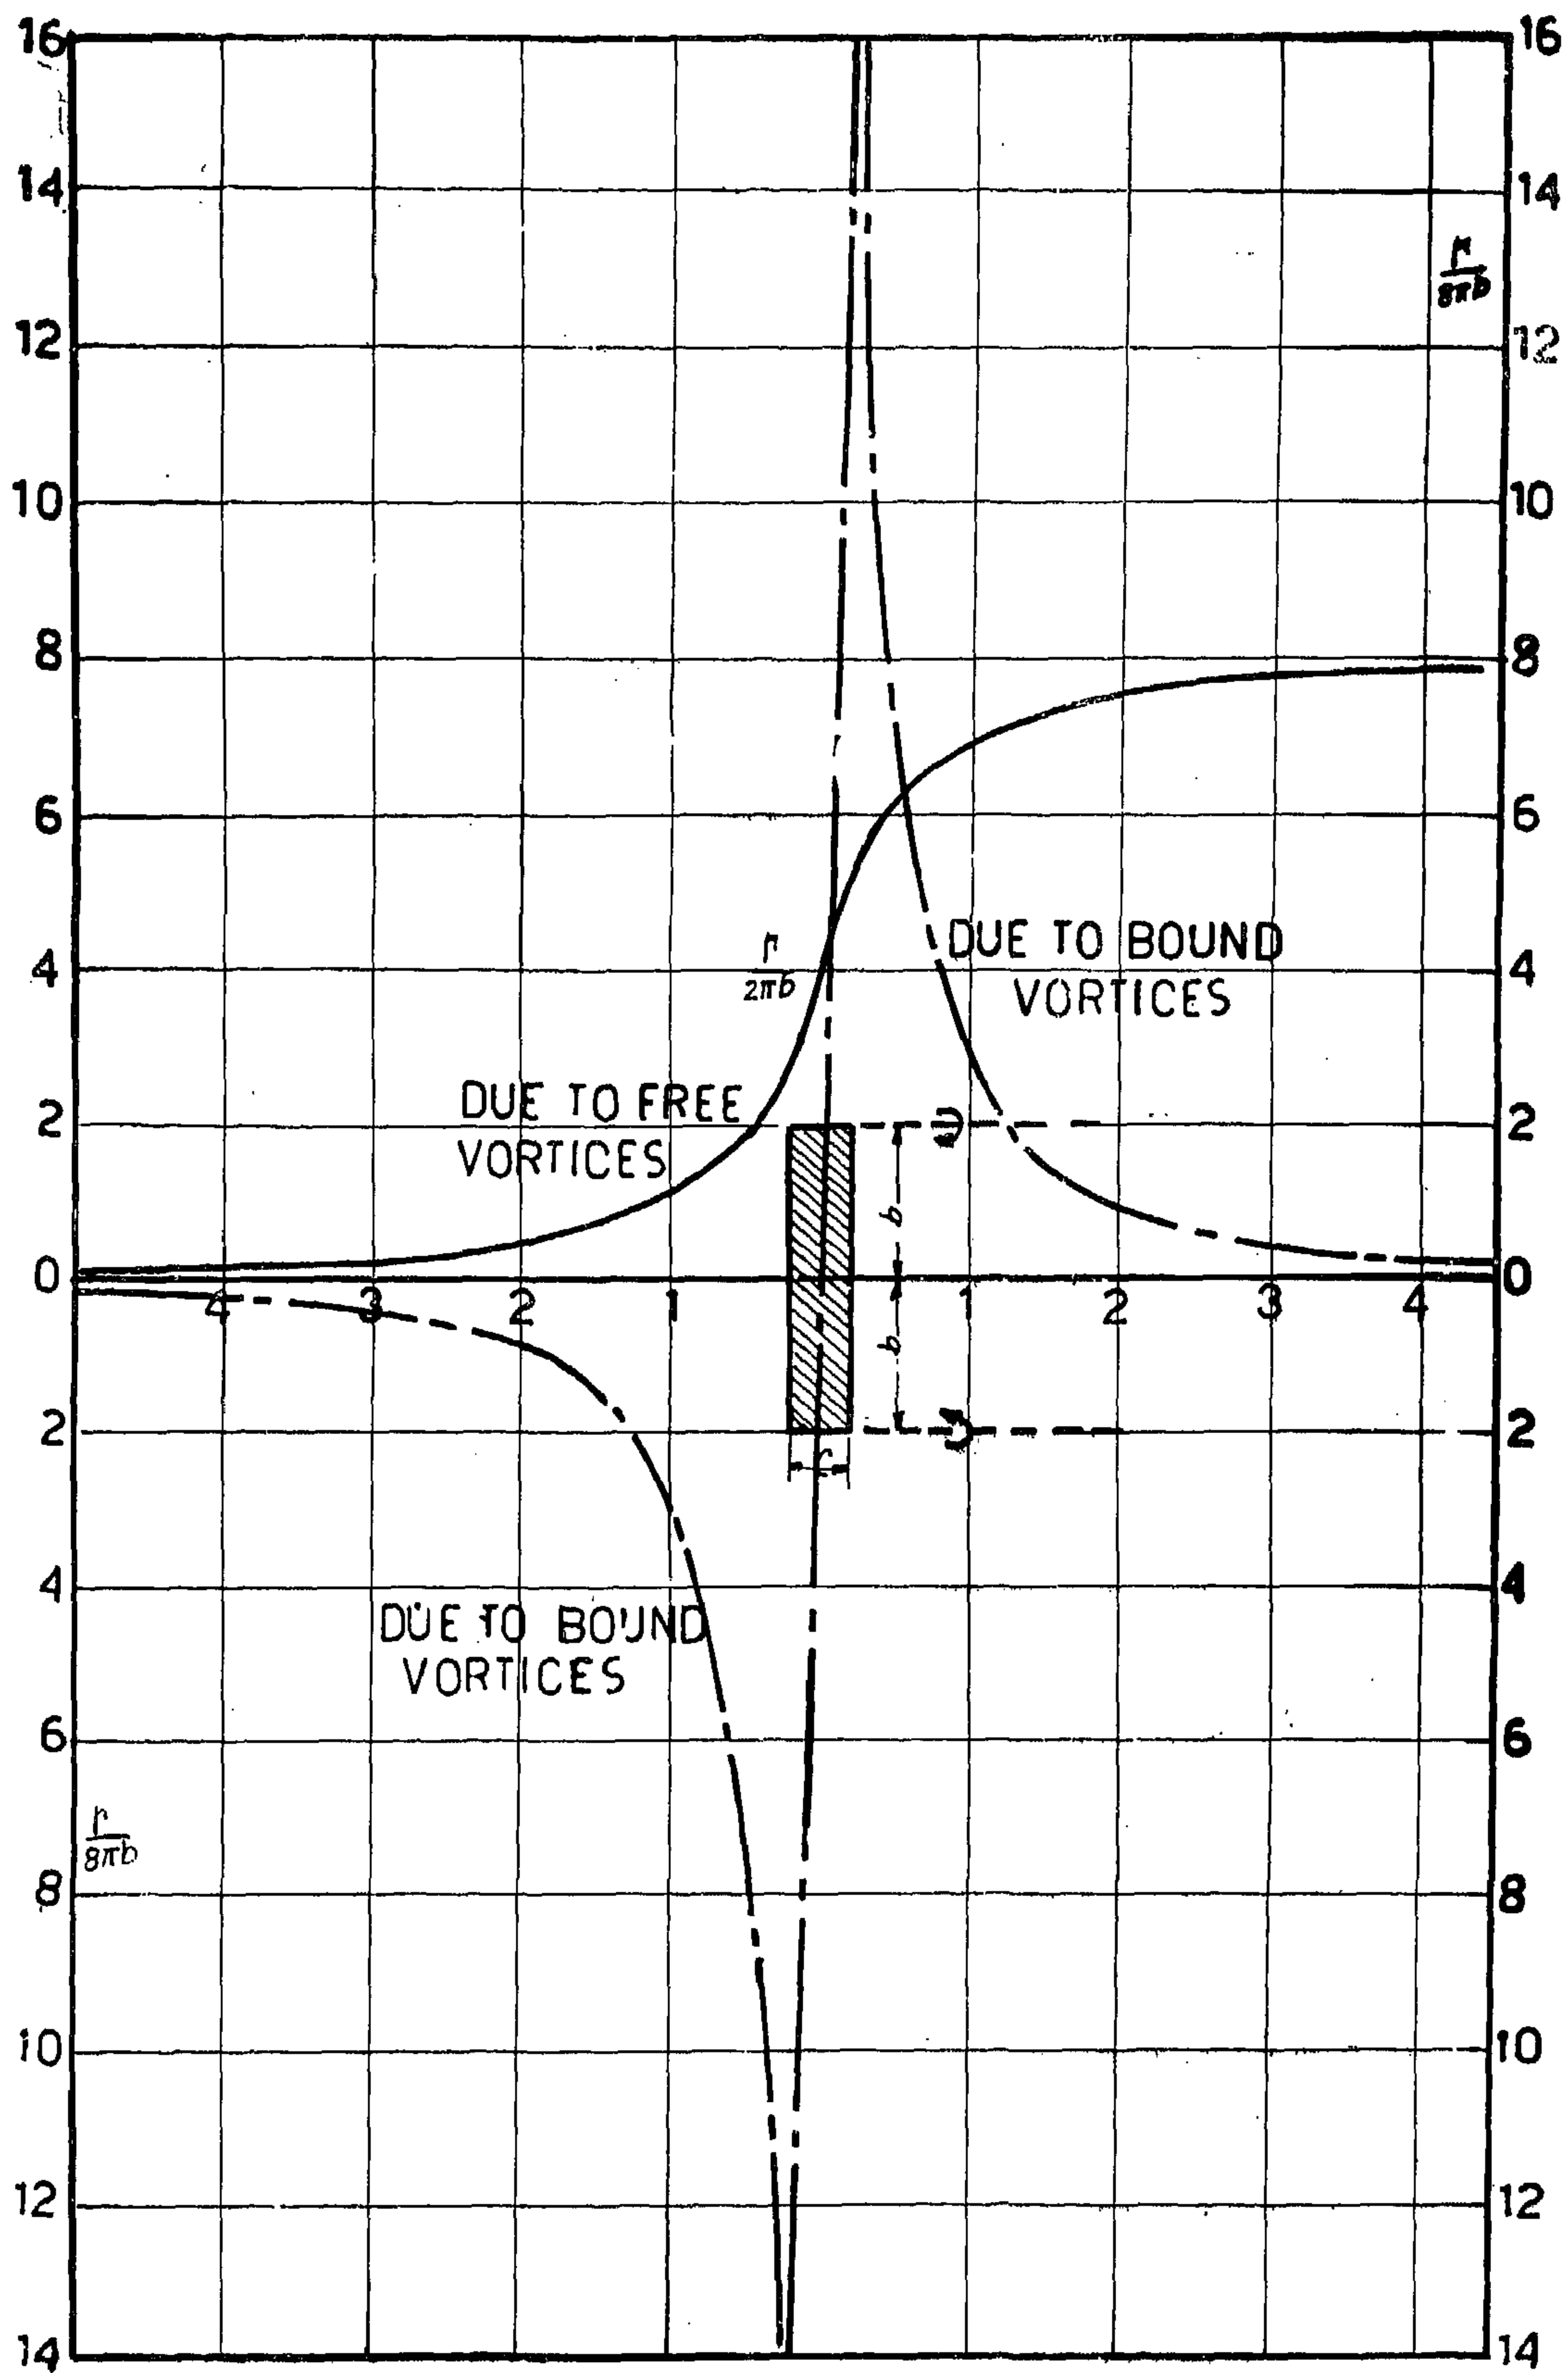 16 16
14 14
Γ
8πb
12 12
10 10
8 8
6 6
DUE TO BOUND
VORTICES
Γ
2πb
4 4
DUE TO FREE
VORTICES
2 2
b
0 0
4 3 2 1 1 2 3 4
b
2 2
4 4
DUE TO BOUND
VORTICES
6 6
Γ
8πb
8 8
10 10
12 12
14 14